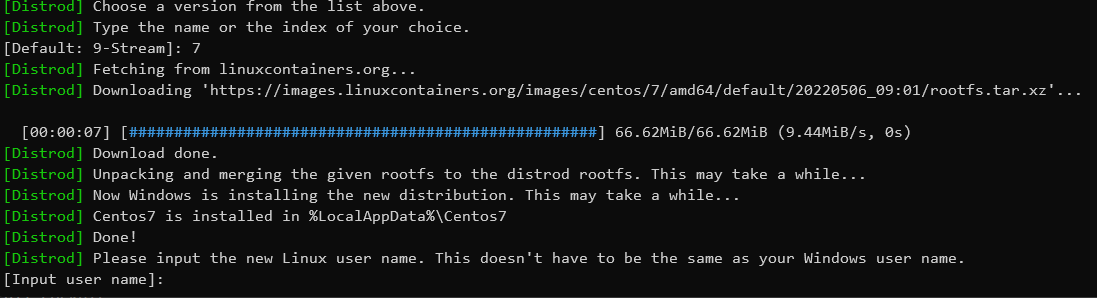 [Distrod] Choose a version from the list above.
[Distrod] Type the name or the index of your choice.
[Default: 9-Stream]: 7
[Distrod] Fetching from linuxcontainers.org...
[Distrod] Downloading 'https://images.linuxcontainers.org/images/centos/7/amd64/default/20220506_09:01/rootfs.tar.xz'...
[00:00:07] [####################################################] 66.62MiB/66.62MiB (9.44MiB/s, 0s)
[Distrod] Download done.
[Distrod] Unpacking and merging the given rootfs to the distrod rootfs. This may take a while...
[Distrod] Now Windows is installing the new distribution. This may take a while...
[Distrod] Centos7 is installed in %LocalAppData%\Centos7
[Distrod] Done!
[Distrod] Please input the new Linux user name. This doesn't have to be the same as your Windows user name.
[Input user name]: